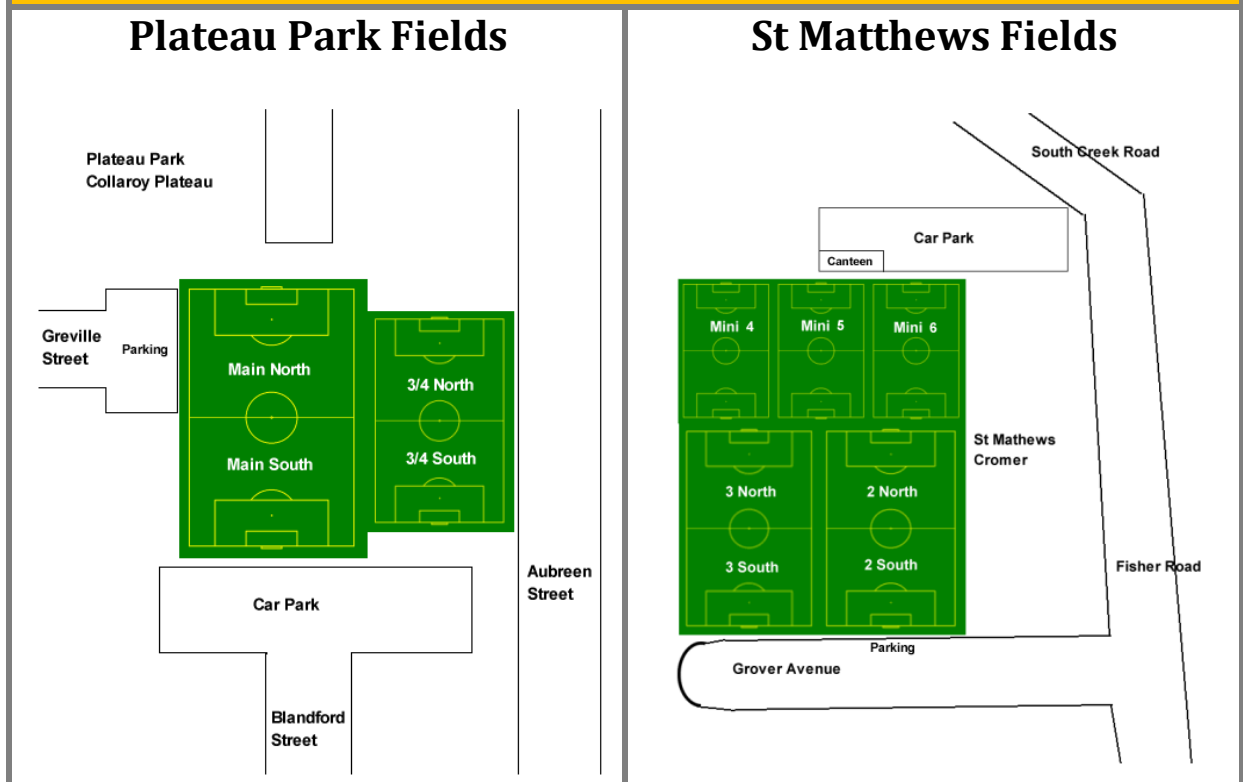 Plateau Park Fields
Plateau Park
Collaroy Plateau
Greville
Street
Parking
Main North
Main South
3/4 North
3/4 South
Car Park
Aubreen
Street
Blandford
Street
St Matthews Fields
South Creek Road
Car Park
Canteen
Mini 4
Mini 5
Mini 6
St Mathews
Cromer
3 North
2 North
3 South
2 South
Fisher Road
Parking
Grover Avenue